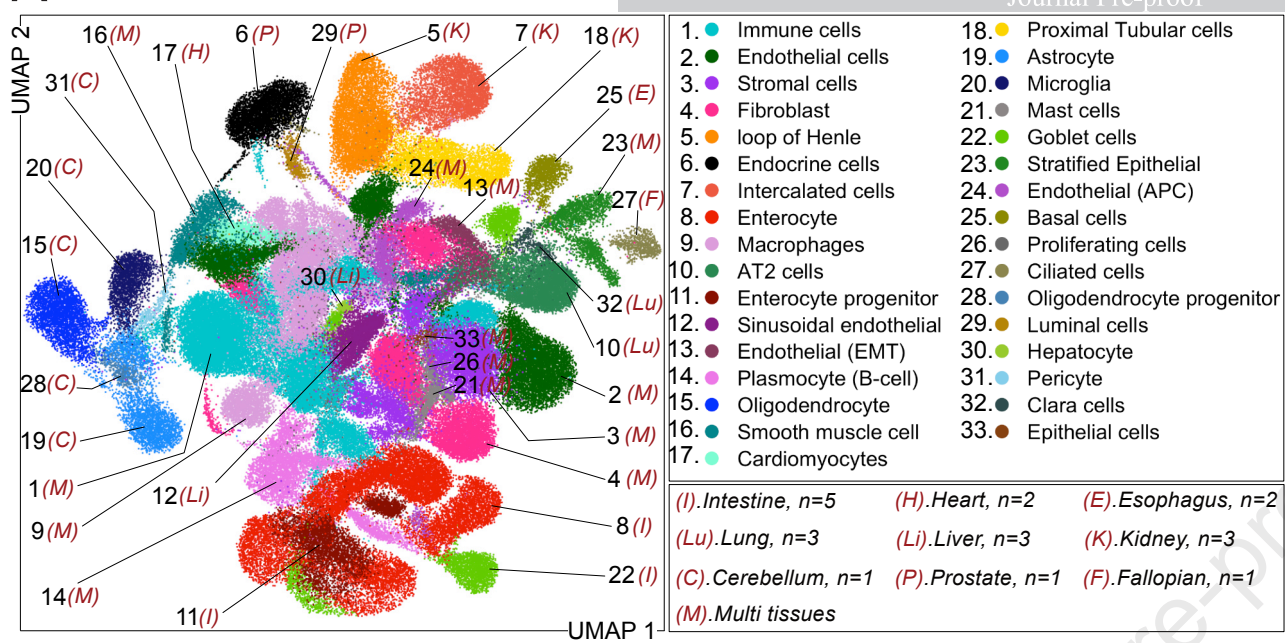 Journal Pre-proof
UMAP 2
16(M)
6(P)
29(P)
5(K)
7(K)
18(K)
17(H)
31(C)
25(E)
20(C)
24(M)
23(M)
13(M)
27(F)
15(C)
30(Li)
32(Lu)
33(M)
10(Lu)
26(M)
28(C)
21(M)
2(M)
19(C)
3(M)
1(M)
12(Li)
4(M)
9(M)
8(I)
22(I)
14(M)
11(I)
UMAP 1
1. Immune cells
2. Endothelial cells
3. Stromal cells
4. Fibroblast
5. loop of Henle
6. Endocrine cells
7. Intercalated cells
8. Enterocyte
9. Macrophages
10. AT2 cells
11. Enterocyte progenitor
12. Sinusoidal endothelial
13. Endothelial (EMT)
14. Plasmocyte (B-cell)
15. Oligodendrocyte
16. Smooth muscle cell
17. Cardiomyocytes
18. Proximal Tubular cells
19. Astrocyte
20. Microglia
21. Mast cells
22. Goblet cells
23. Stratified Epithelial
24. Endothelial (APC)
25. Basal cells
26. Proliferating cells
27. Ciliated cells
28. Oligodendrocyte progenitor
29. Luminal cells
30. Hepatocyte
31. Pericyte
32. Clara cells
33. Epithelial cells
(I).Intestine, n=5 (H).Heart, n=2 (E).Esophagus, n=2
(Lu).Lung, n=3 (Li).Liver, n=3 (K).Kidney, n=3
(C).Cerebellum, n=1 (P).Prostate, n=1 (F).Fallopian, n=1
(M).Multi tissues